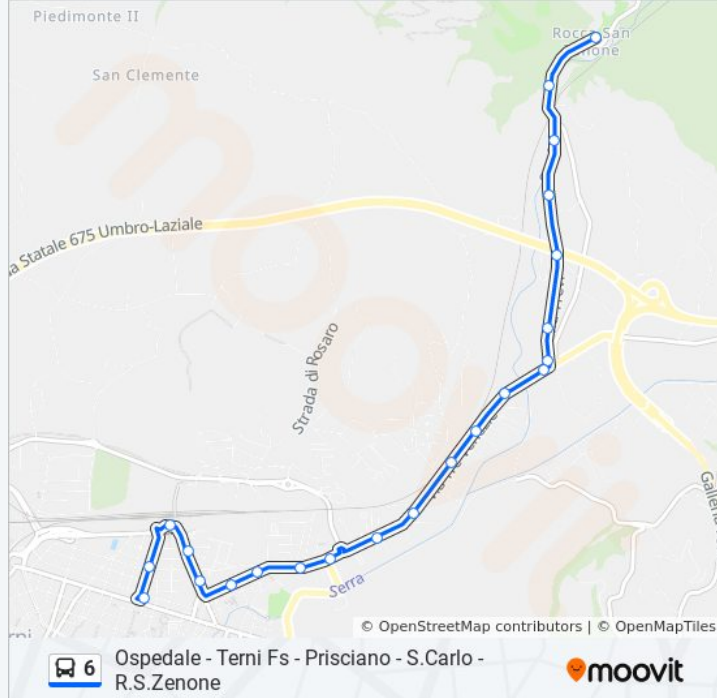 Piedimonte II
Rocca San
none
San Clemente
Statale 675 Umbro-Laziale
Strada di Rosaro
Serra
Galleria
© OpenStreetMap contributors | © OpenMapTiles
6
Ospedale - Terni Fs - Prisciano - S.Carlo -
R.S.Zenone
moovit